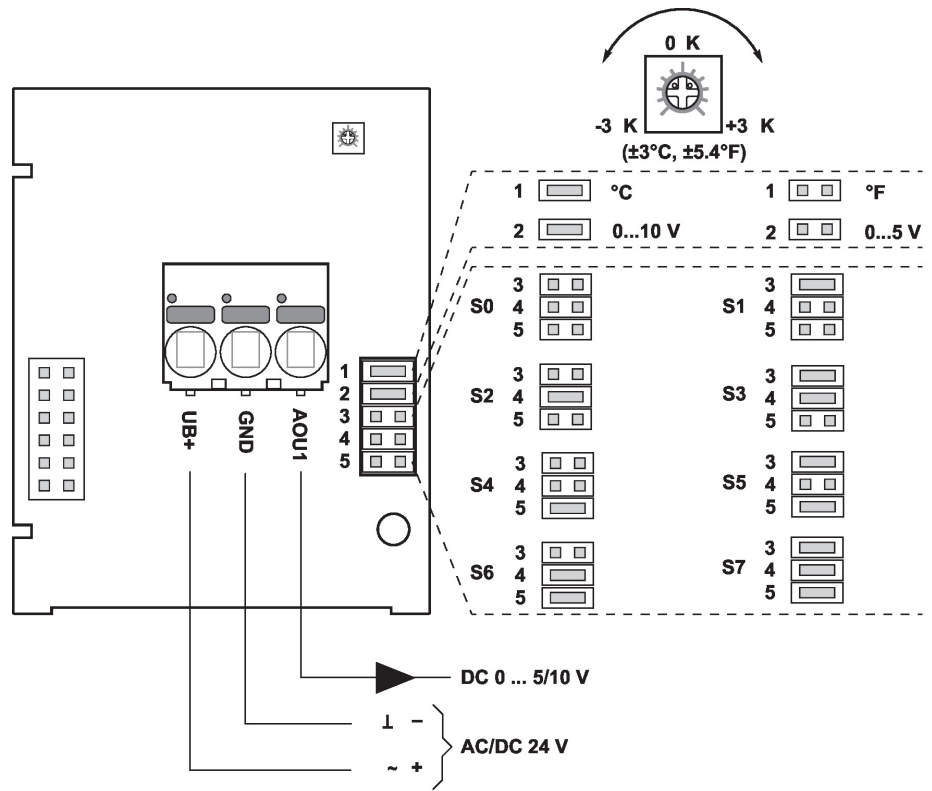 0 K
-3 K +3 K
(±3°C, ±5.4°F)
1 °C 1 °F
2 0...10 V 2 0...5 V
S0 3 4 5
S1 3 4 5
S2 3 4 5
S3 3 4 5
S4 3 4 5
S5 3 4 5
S6 3 4 5
S7 3 4 5
1
2
3
4
5
UB+
GND
AOU1
DC 0 ... 5/10 V
⊥ −
AC/DC 24 V
~ +